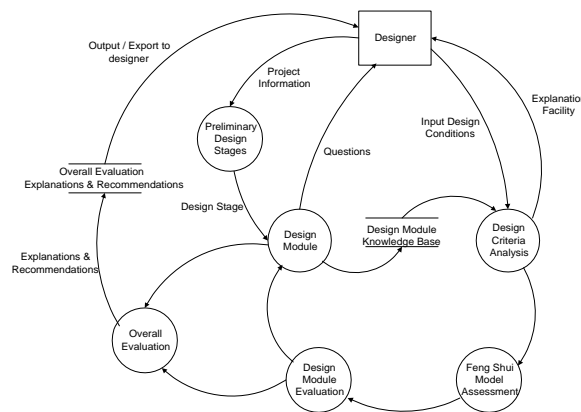 Output / Export to
designer
Designer
Project
Information
Explanation
Facility
Preliminary
Design
Stages
Input Design
Conditions
Questions
Overall Evaluation
Explanations & Recommendations
Design Stage
Design
Module
Design Module
Knowledge Base
Design
Criteria
Analysis
Explanations &
Recommendations
Overall
Evaluation
Design
Module
Evaluation
Feng Shui
Model
Assessment